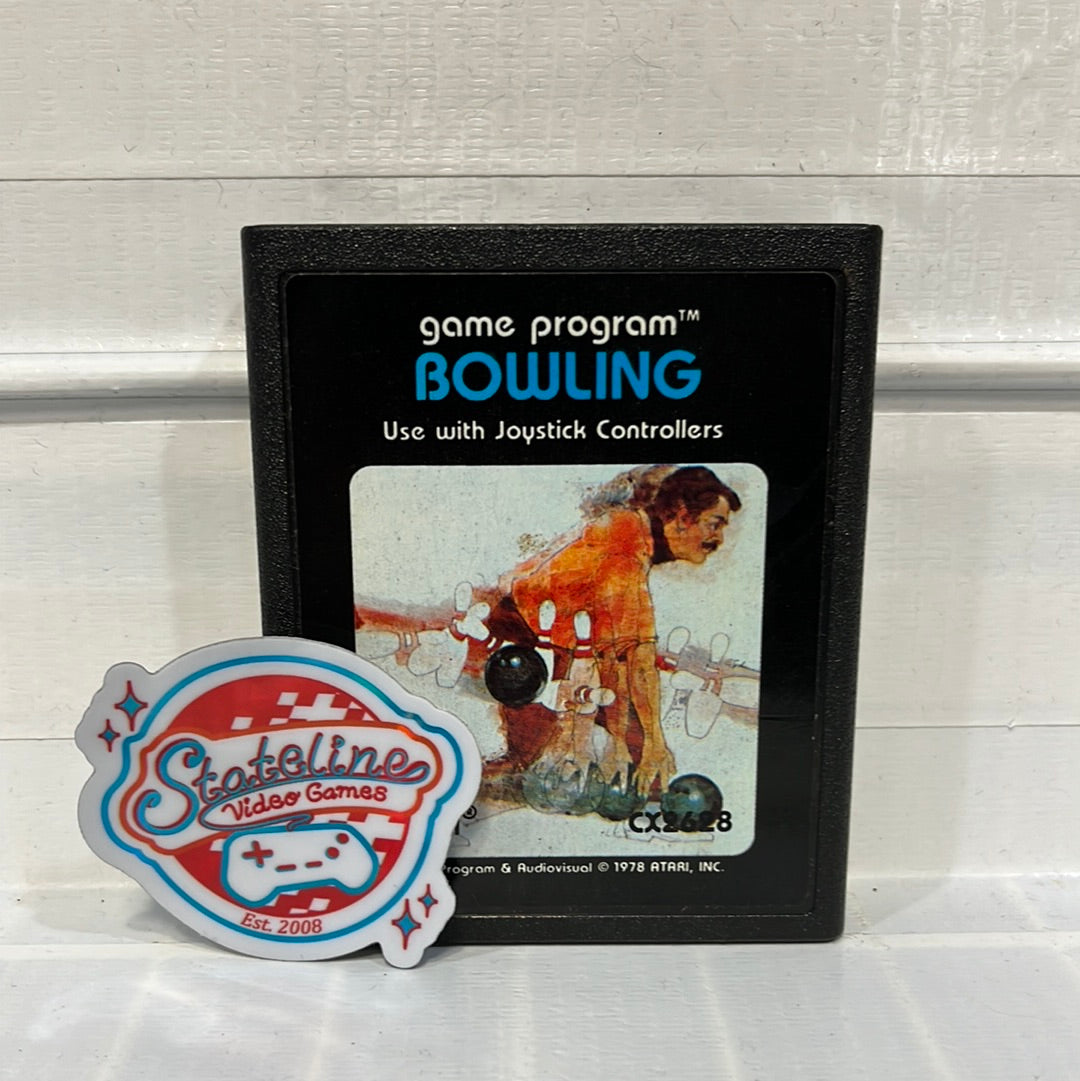 game program™
BOWLING
Use with Joystick Controllers
®
CX2628
Program & Audiovisual © 1978 ATARI, INC.
Stateline
Video Games
Est. 2008